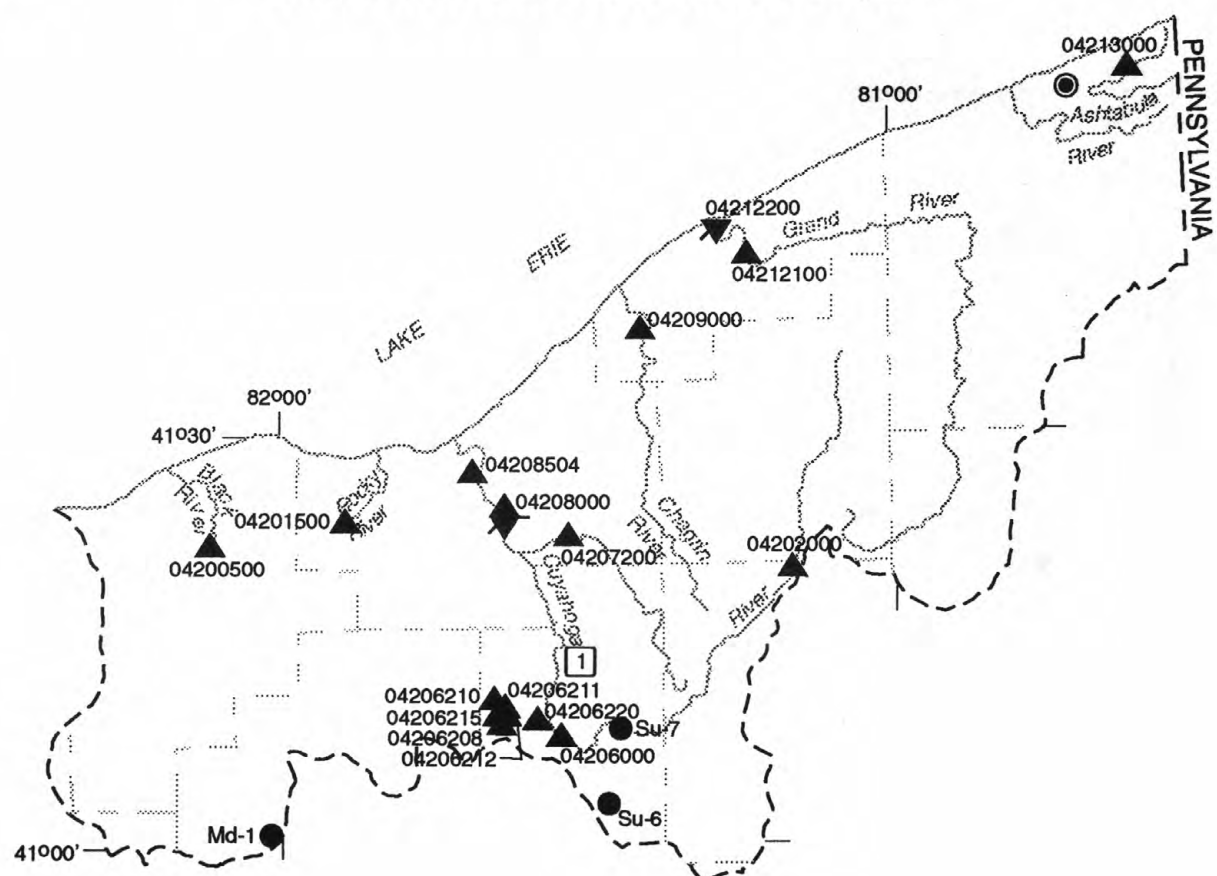 04213000
PENNSYLVANIA
81°00'
Ashtabula
River
04212200
Grand
River
ERIE
04212100
04209000
LAKE
82°00'
41°30'
04208504
Black
River
Rocky
River
04208000
04201500
Chagrin
River
04207200
04202000
04200500
Cuyahoga
River
1
04206210
04206211
04206215
04206220
Su-7
04206208
04206000
04206212
Su-6
Md-1
41°00'